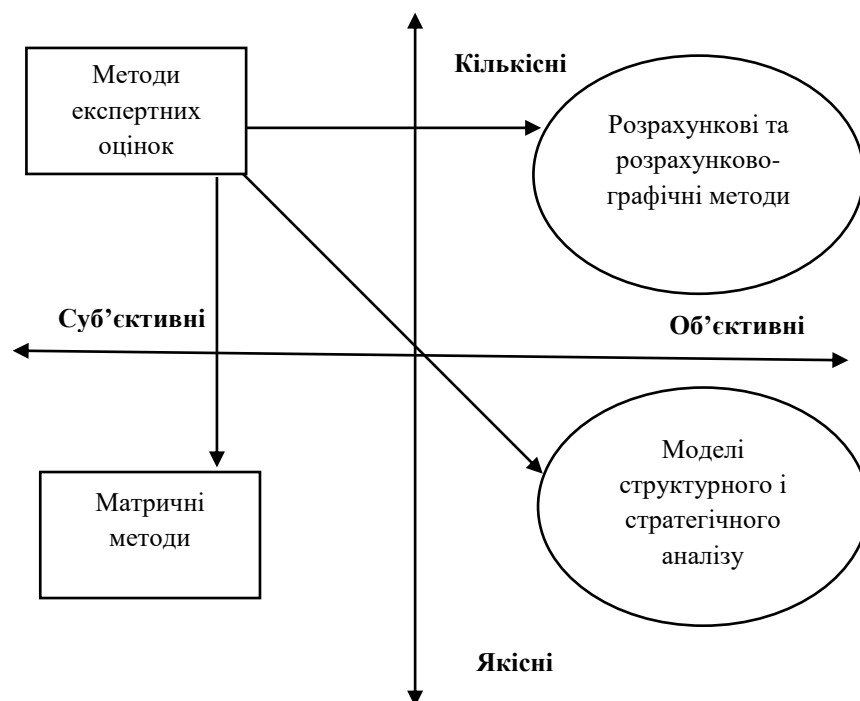 Методи
експертних
оцінок
Кількісні
Розрахункові та
розрахунково-
графічні методи
Суб’єктивні
Об’єктивні
Матричні
методи
Моделі
структурного і
стратегічного
аналізу
Якісні